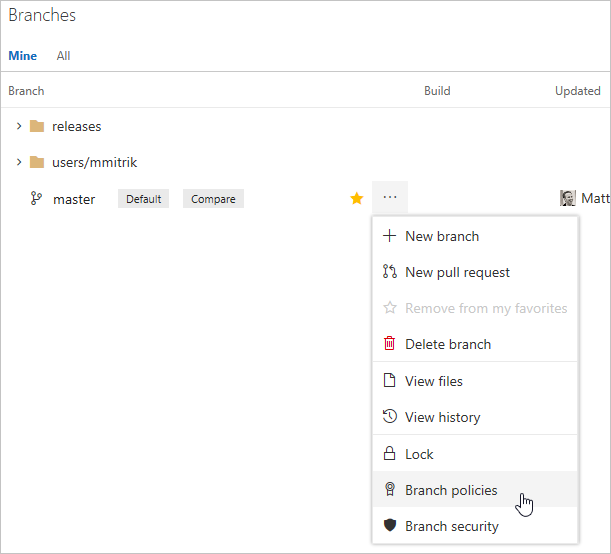 Branches
Mine All
Branch Build Updated
releases
users/mmitrik
master Default Compare ... Matt
New branch
New pull request
Remove from my favorites
Delete branch
View files
View history
Lock
Branch policies
Branch security